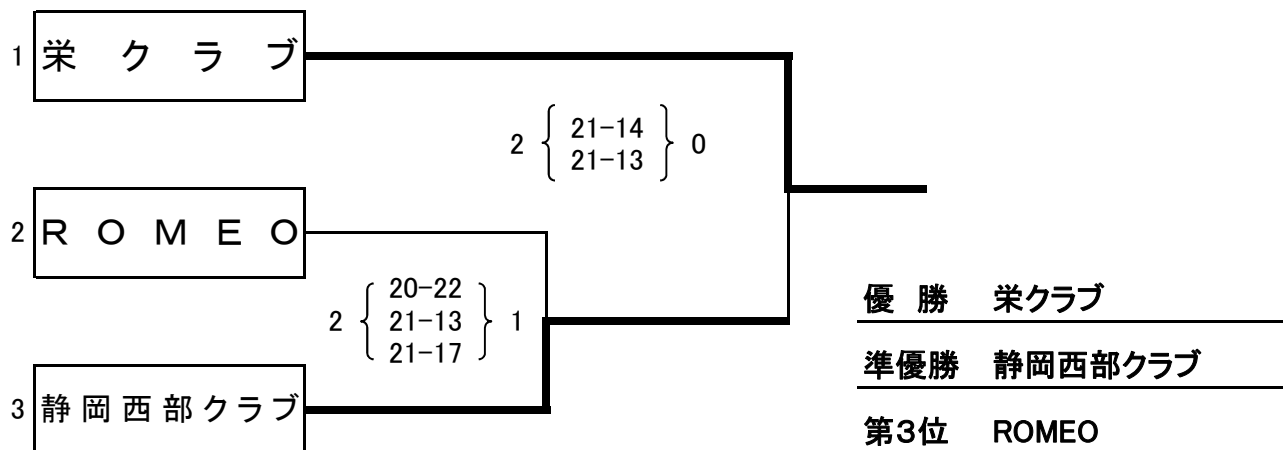 1 栄クラブ
2 { 21-14 } 0
21-13
2 ROMEO
20-22
2 { 21-13 } 1
21-17
3 静岡西部クラブ
優 勝 栄クラブ
準優勝 静岡西部クラブ
第3位 ROMEO